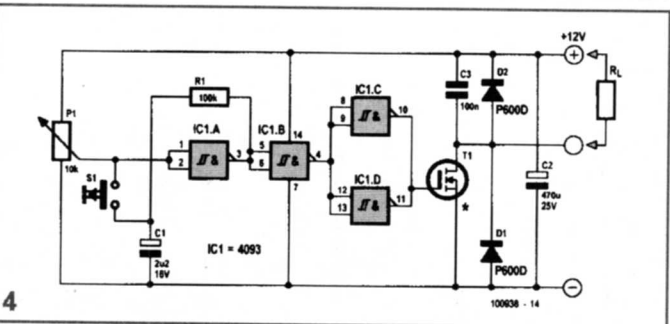 +12V
P1
10k
S1
C1
2u2
16V
R1
100k
IC1.A
&
1
2
3
IC1 = 4093
IC1.B
&
5
6
14
4
7
IC1.C
&
8
9
10
IC1.D
&
12
13
11
T1
*
C3
100n
D2
P600D
D1
P600D
C2
470u
25V
RL
100938 - 14
4